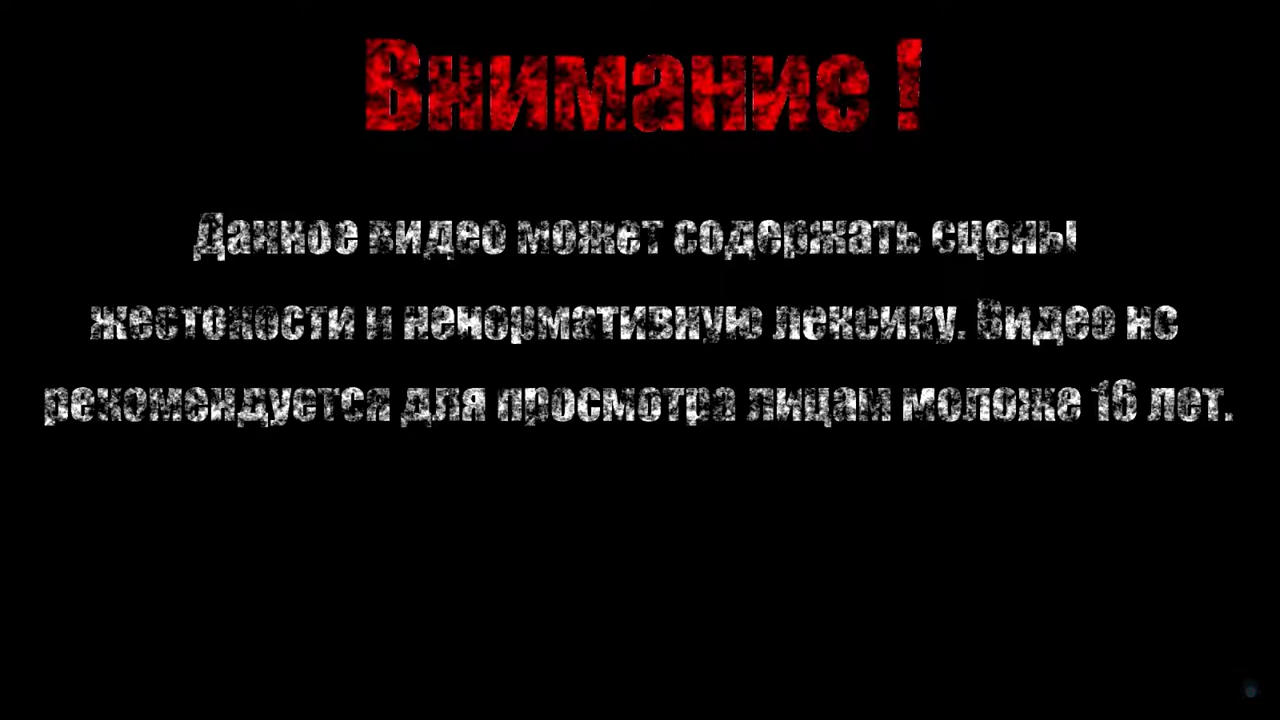 Внимание !
Данное видео может содержать сцены
жестокости и ненормативную лексику. Видео не
рекомендуется для просмотра лицам моложе 16 лет.